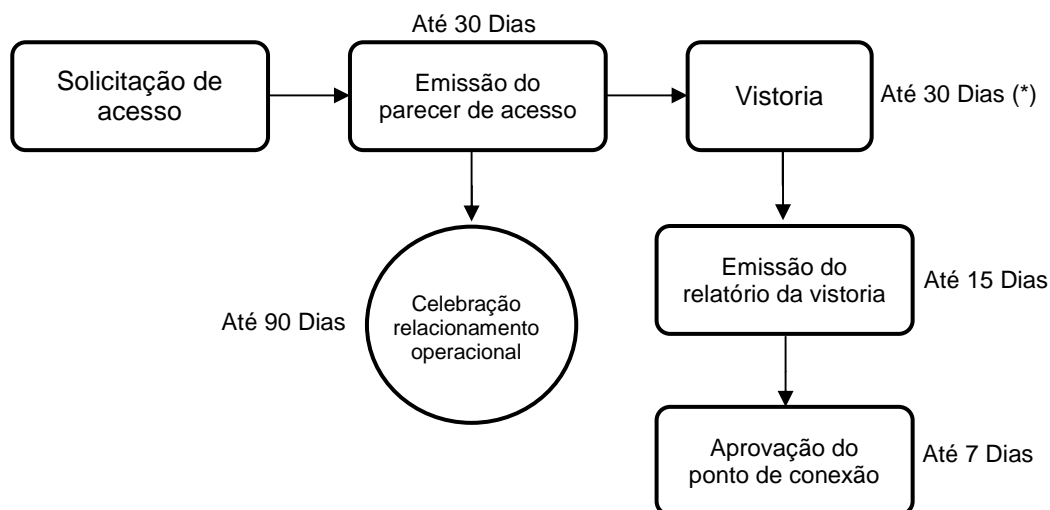 Até 30 Dias
Solicitação de
acesso
Emissão do
parecer de acesso
Vistoria
Até 30 Dias (*)
Emissão do
relatório da vistoria
Até 15 Dias
Até 90 Dias
Celebração
relacionamento
operacional
Aprovação do
ponto de conexão
Até 7 Dias